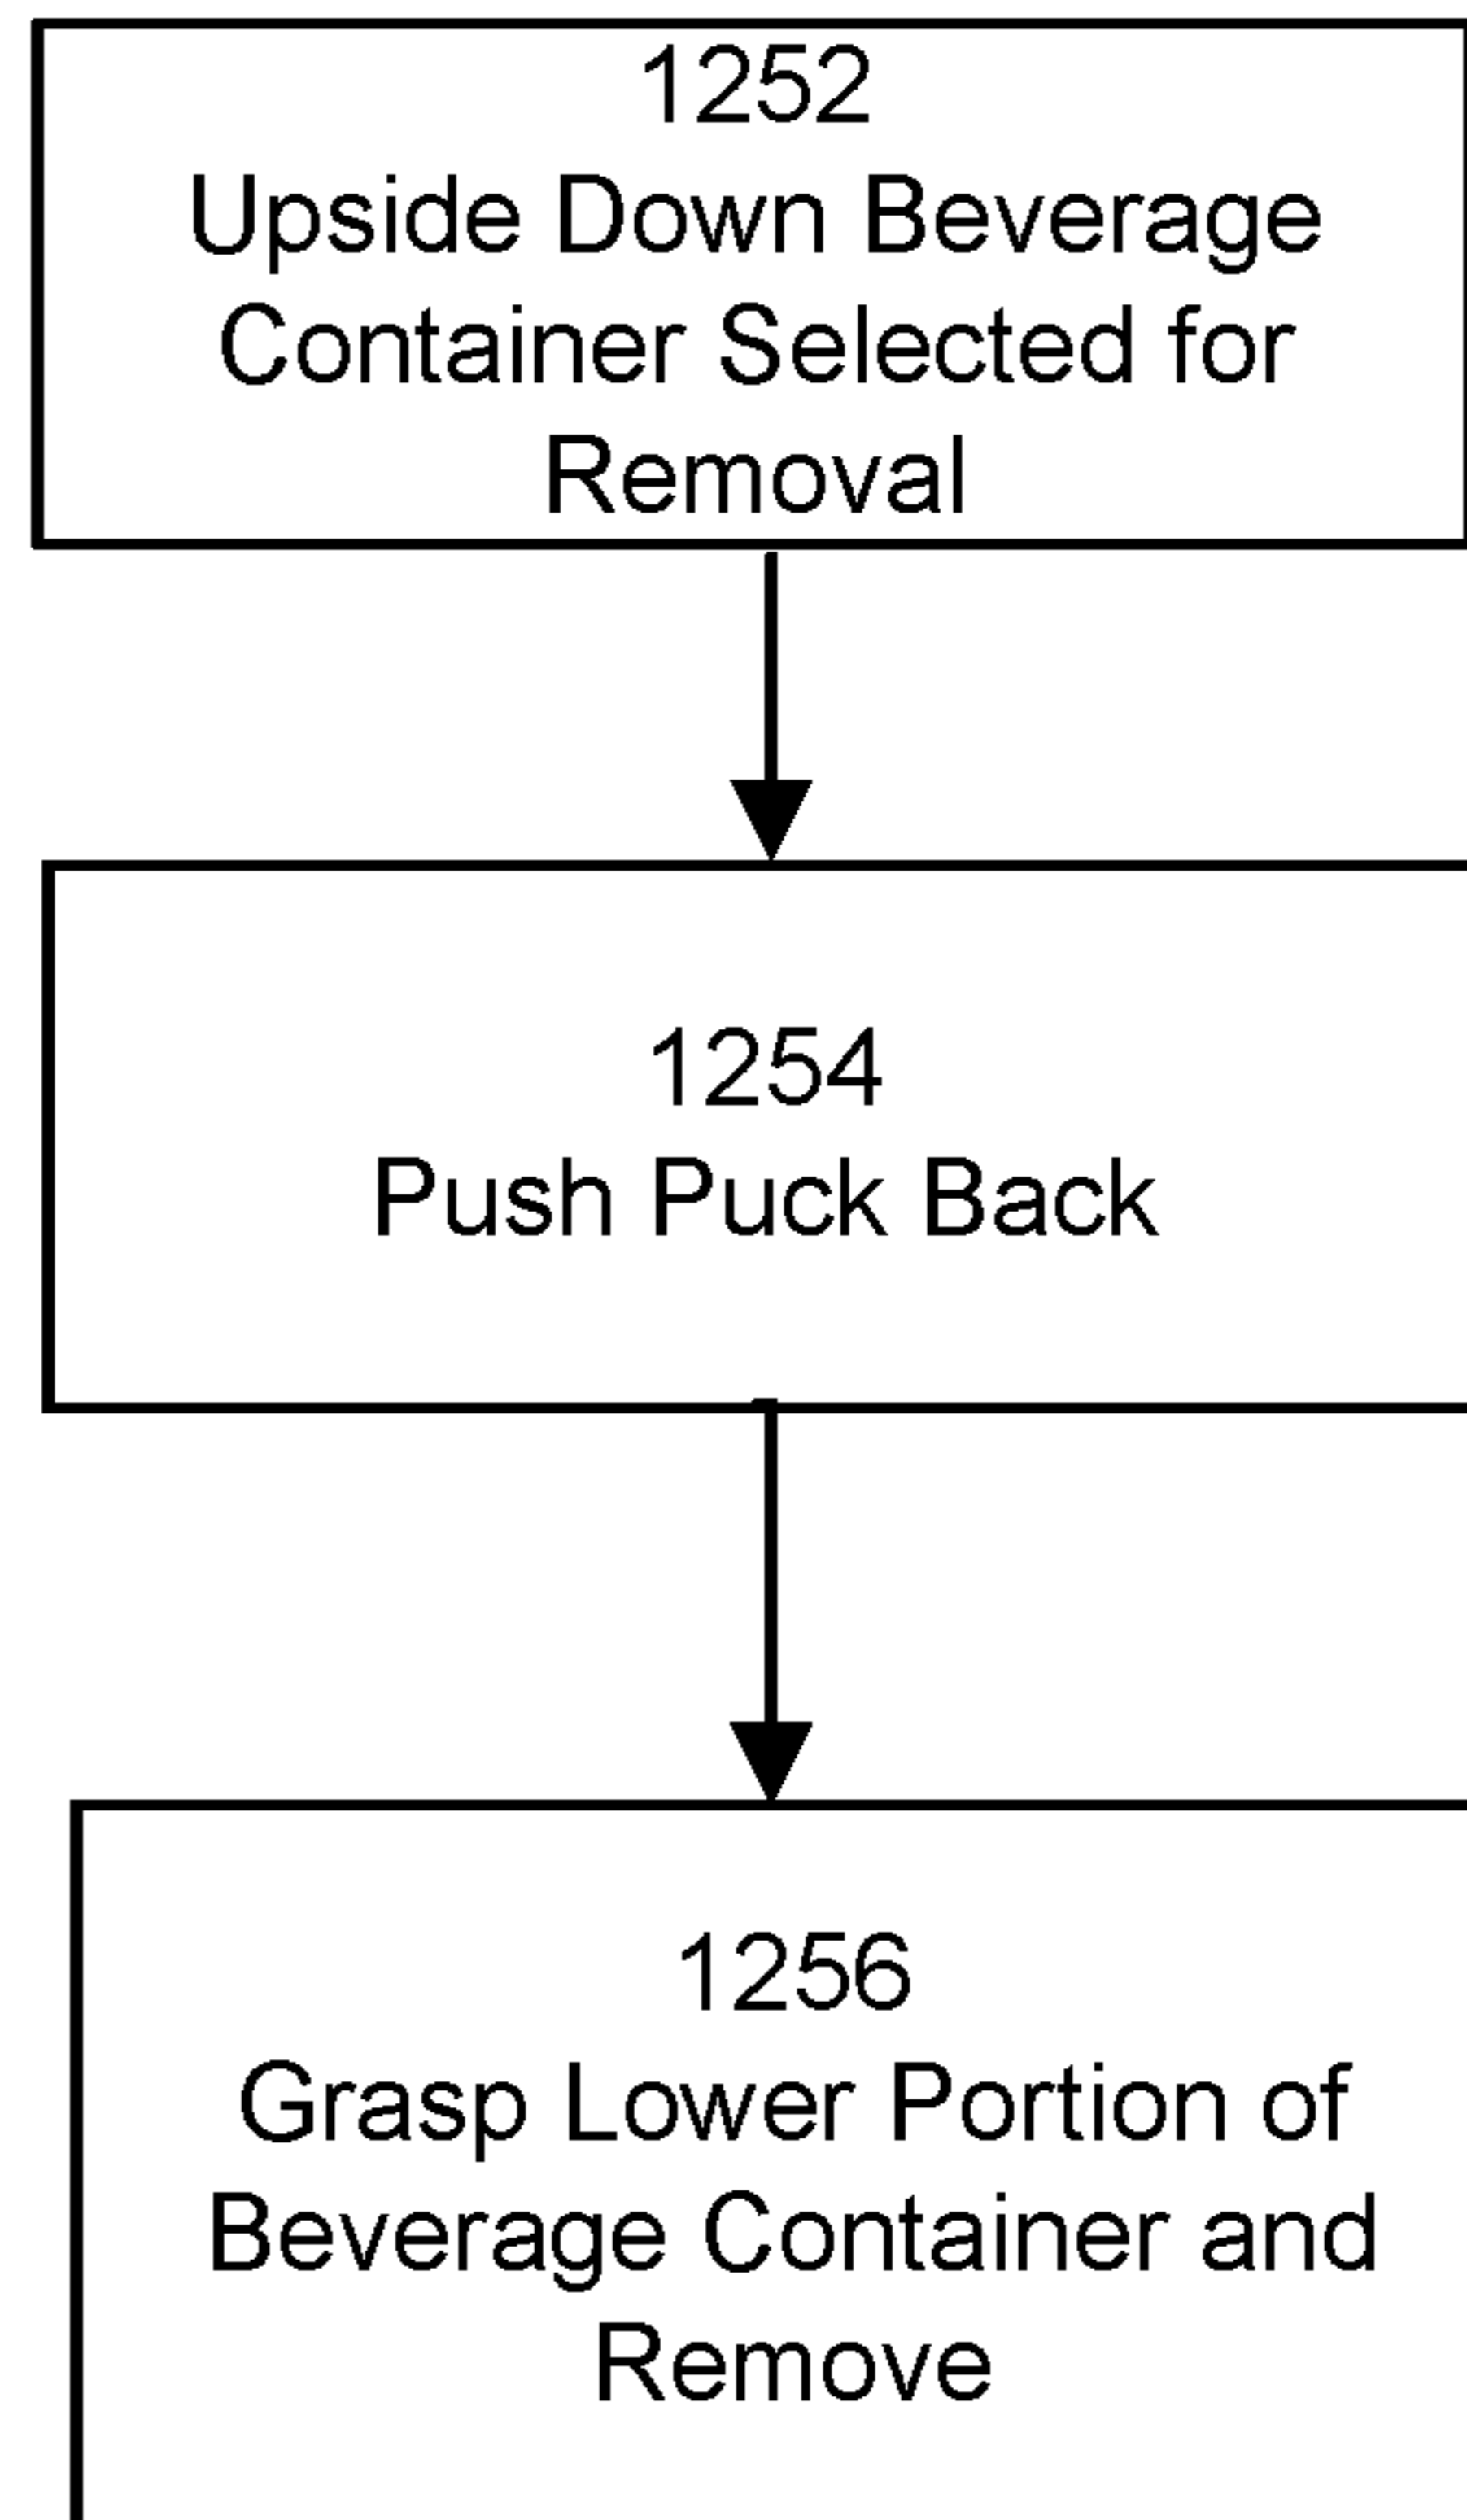 1252
Upside Down Beverage
Container Selected for
Removal
1254
Push Puck Back
1256
Grasp Lower Portion of
Beverage Container and
Remove